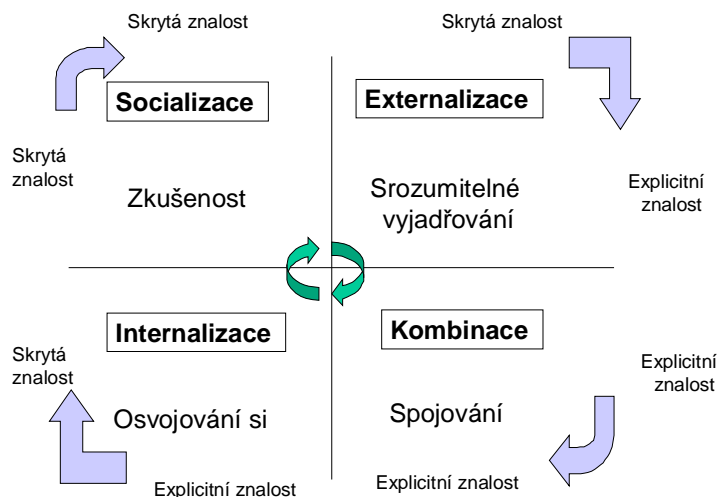 Skrytá znalost
Skrytá znalost
Socializace
Externalizace
Skrytá
znalost
Zkušenost
Srozumitelné
vyjadřování
Explicitní
znalost
Internalizace
Kombinace
Skrytá
znalost
Explicitní
znalost
Osvojování si
Spojování
Explicitní znalost
Explicitní znalost